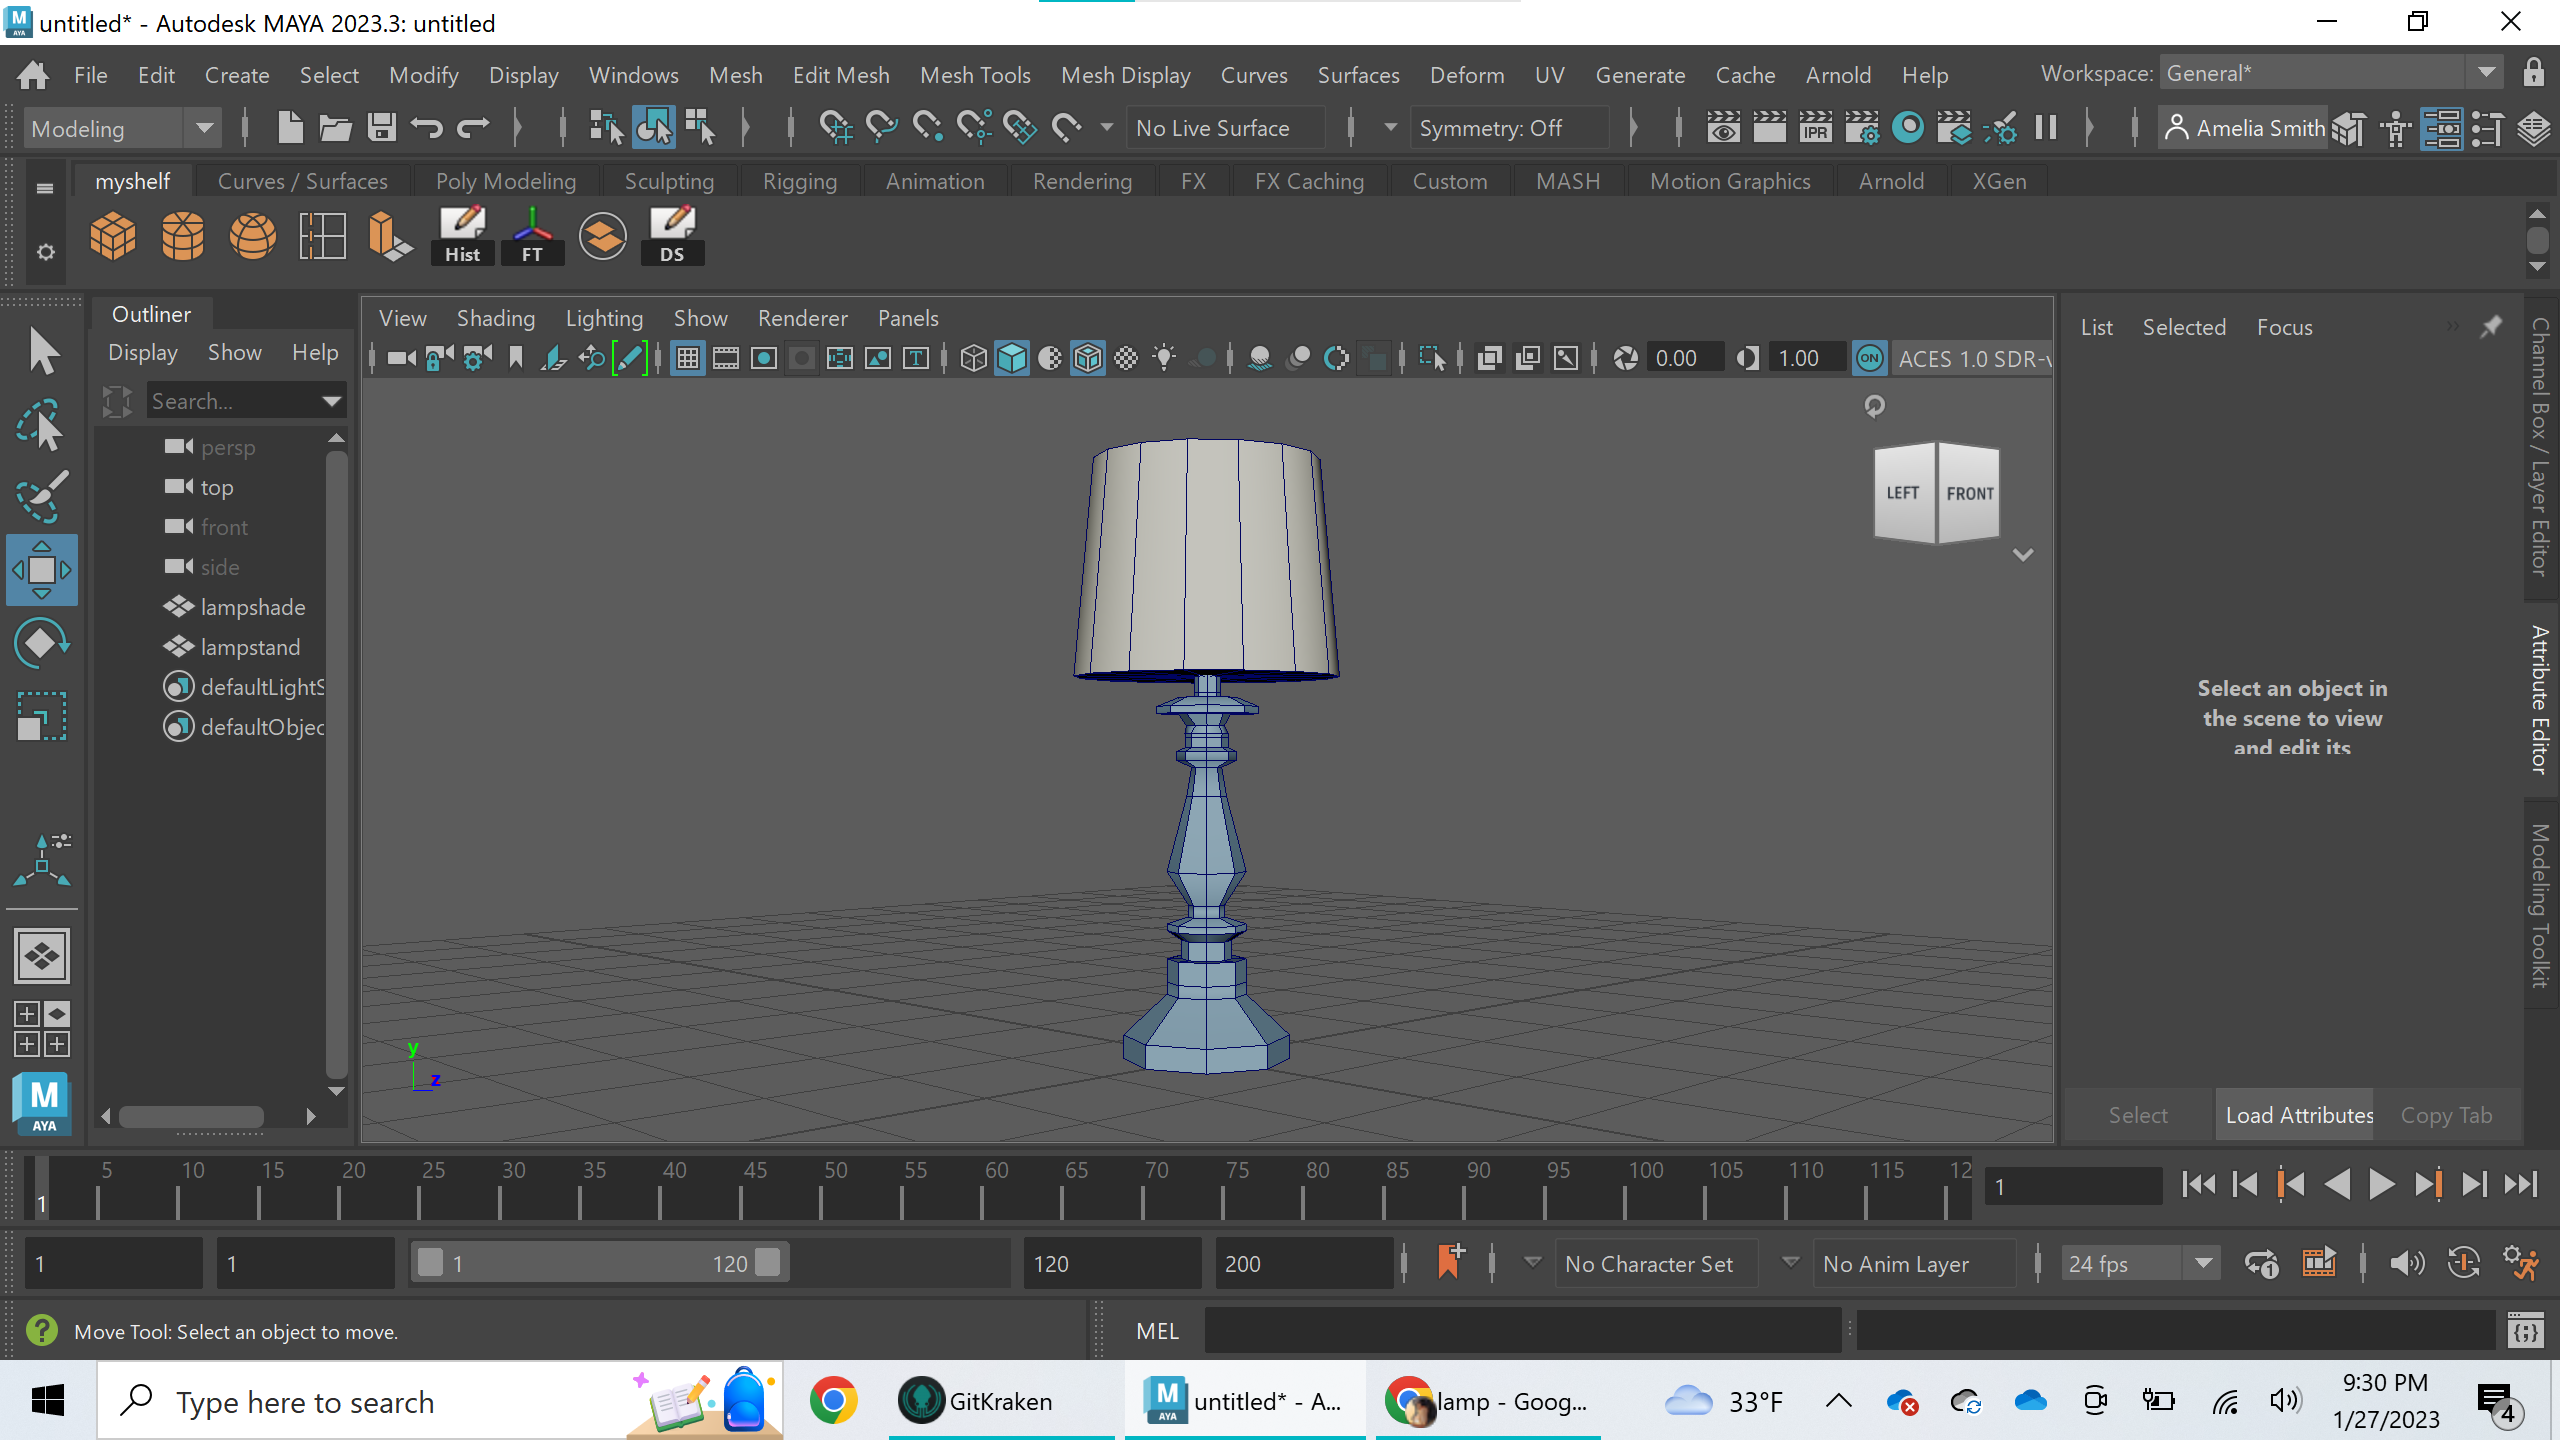 untitled* - Autodesk MAYA 2023.3: untitled
File Edit Create Select Modify Display Windows Mesh Edit Mesh Mesh Tools Mesh Display Curves Surfaces Deform UV Generate Cache Arnold Help Workspace: General*
Modeling No Live Surface Symmetry: Off IPR Amelia Smith
myshelf Curves / Surfaces Poly Modeling Sculpting Rigging Animation Rendering FX FX Caching Custom MASH Motion Graphics Arnold XGen
Hist FT DS
Outliner
Display Show Help
Search...
persp
top
front
side
lampshade
lampstand
defaultLightS
defaultObjec
View Shading Lighting Show Renderer Panels
0.00 1.00 ON ACES 1.0 SDR-v
LEFT FRONT
y
z
List Selected Focus
Select an object in
the scene to view
and edit its
Select Load Attributes Copy Tab
Channel Box / Layer Editor
Attribute Editor
Modeling Toolkit
M
AYA
5 10 15 20 25 30 35 40 45 50 55 60 65 70 75 80 85 90 95 100 105 110 115 12
1 1
1 1 1 120 120 200 No Character Set No Anim Layer 24 fps
Move Tool: Select an object to move. MEL
Type here to search GitKraken untitled* - A... lamp - Goog... 33°F 9:30 PM
1/27/2023 4